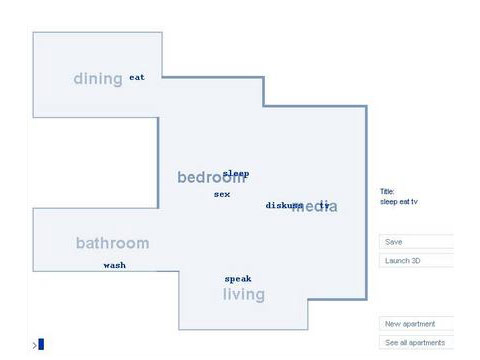 dining eat
bedroom
sleep
sex
diskuss tv
media
Title:
sleep eat tv
bathroom
Save
wash
Launch 3D
speak
living
New apartment
See all apartments
>